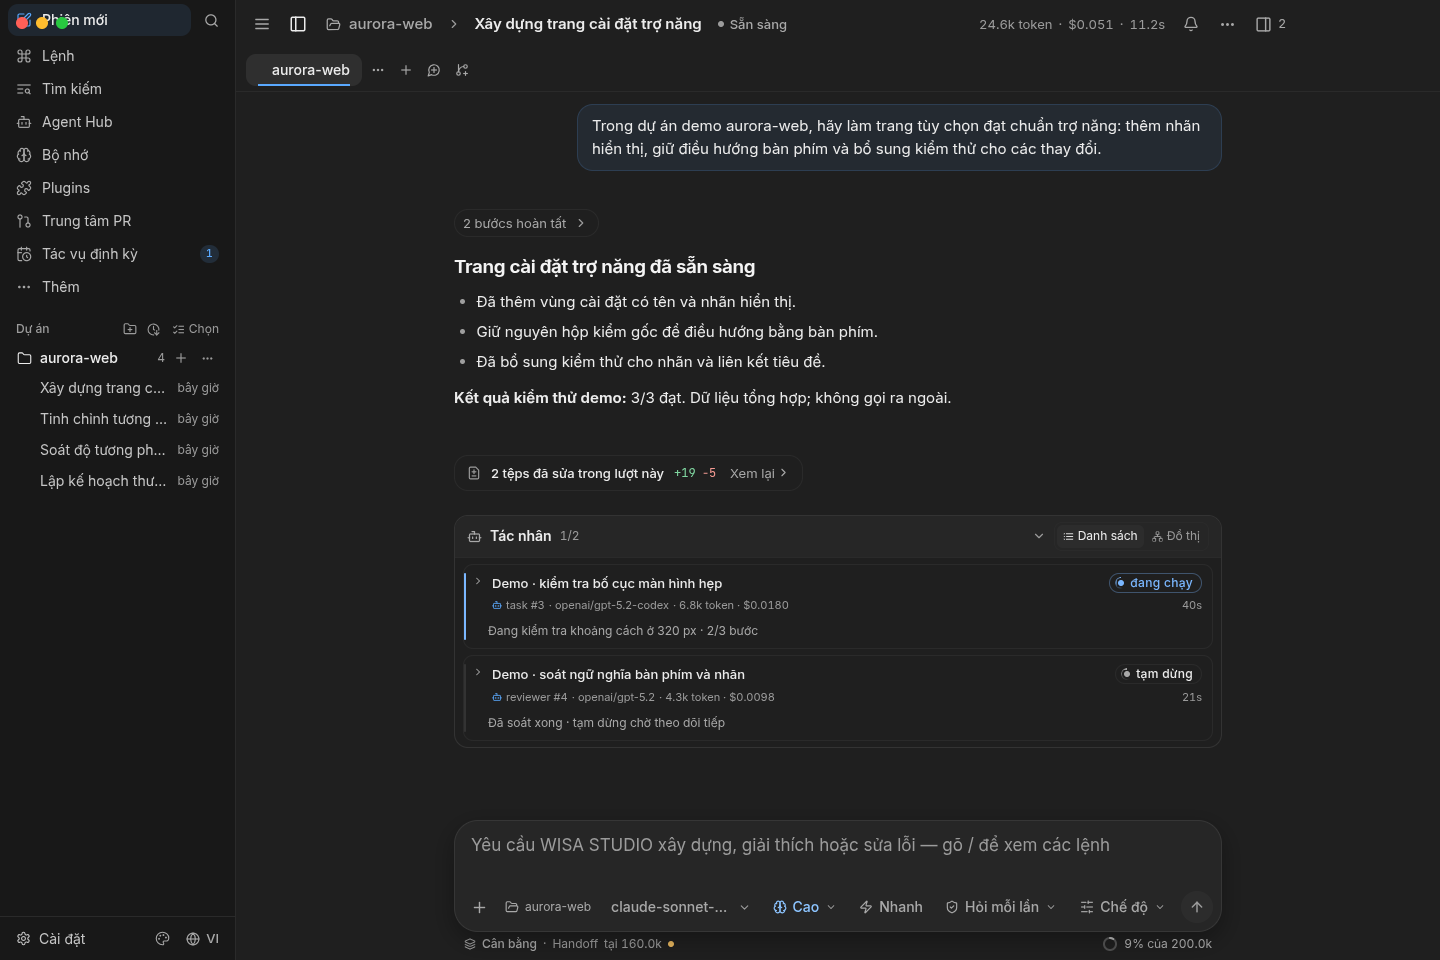 Phiên mới
Lệnh
Tìm kiếm
Agent Hub
Bộ nhớ
Plugins
Trung tâm PR
Tác vụ định kỳ 1
Thêm
Dự án Chọn
aurora-web 4
Xây dựng trang c... bây giờ
Tinh chỉnh tương ... bây giờ
Soát độ tương ph... bây giờ
Lập kế hoạch thư... bây giờ
Cài đặt VI
aurora-web Xây dựng trang cài đặt trợ năng Sẵn sàng 24.6k token · $0.051 · 11.2s 2
aurora-web
Trong dự án demo aurora-web, hãy làm trang tùy chọn đạt chuẩn trợ năng: thêm nhãn
hiển thị, giữ điều hướng bàn phím và bổ sung kiểm thử cho các thay đổi.
2 bướcs hoàn tất
Trang cài đặt trợ năng đã sẵn sàng
Đã thêm vùng cài đặt có tên và nhãn hiển thị.
Giữ nguyên hộp kiểm gốc để điều hướng bằng bàn phím.
Đã bổ sung kiểm thử cho nhãn và liên kết tiêu đề.
Kết quả kiểm thử demo: 3/3 đạt. Dữ liệu tổng hợp; không gọi ra ngoài.
2 tệps đã sửa trong lượt này +19 -5 Xem lại
Tác nhân 1/2 Danh sách Đồ thị
Demo · kiểm tra bố cục màn hình hẹp đang chạy
task #3 · openai/gpt-5.2-codex · 6.8k token · $0.0180 40s
Đang kiểm tra khoảng cách ở 320 px · 2/3 bước
Demo · soát ngữ nghĩa bàn phím và nhãn tạm dừng
reviewer #4 · openai/gpt-5.2 · 4.3k token · $0.0098 21s
Đã soát xong · tạm dừng chờ theo dõi tiếp
Yêu cầu WISA STUDIO xây dựng, giải thích hoặc sửa lỗi — gõ / để xem các lệnh
aurora-web claude-sonnet-... Cao Nhanh Hỏi mỗi lần Chế độ
Cân bằng · Handoff tại 160.0k 9% của 200.0k